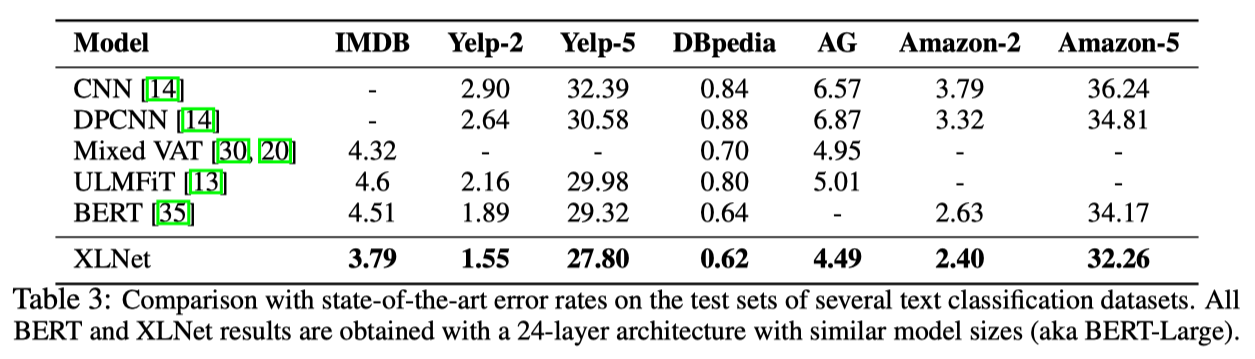 Model IMDB Yelp-2 Yelp-5 DBpedia AG Amazon-2 Amazon-5
CNN [14] - 2.90 32.39 0.84 6.57 3.79 36.24
DPCNN [14] - 2.64 30.58 0.88 6.87 3.32 34.81
Mixed VAT [30, 20] 4.32 - - 0.70 4.95 - -
ULMFiT [13] 4.6 2.16 29.98 0.80 5.01 - -
BERT [35] 4.51 1.89 29.32 0.64 - 2.63 34.17
XLNet 3.79 1.55 27.80 0.62 4.49 2.40 32.26
Table 3: Comparison with state-of-the-art error rates on the test sets of several text classification datasets. All
BERT and XLNet results are obtained with a 24-layer architecture with similar model sizes (aka BERT-Large).